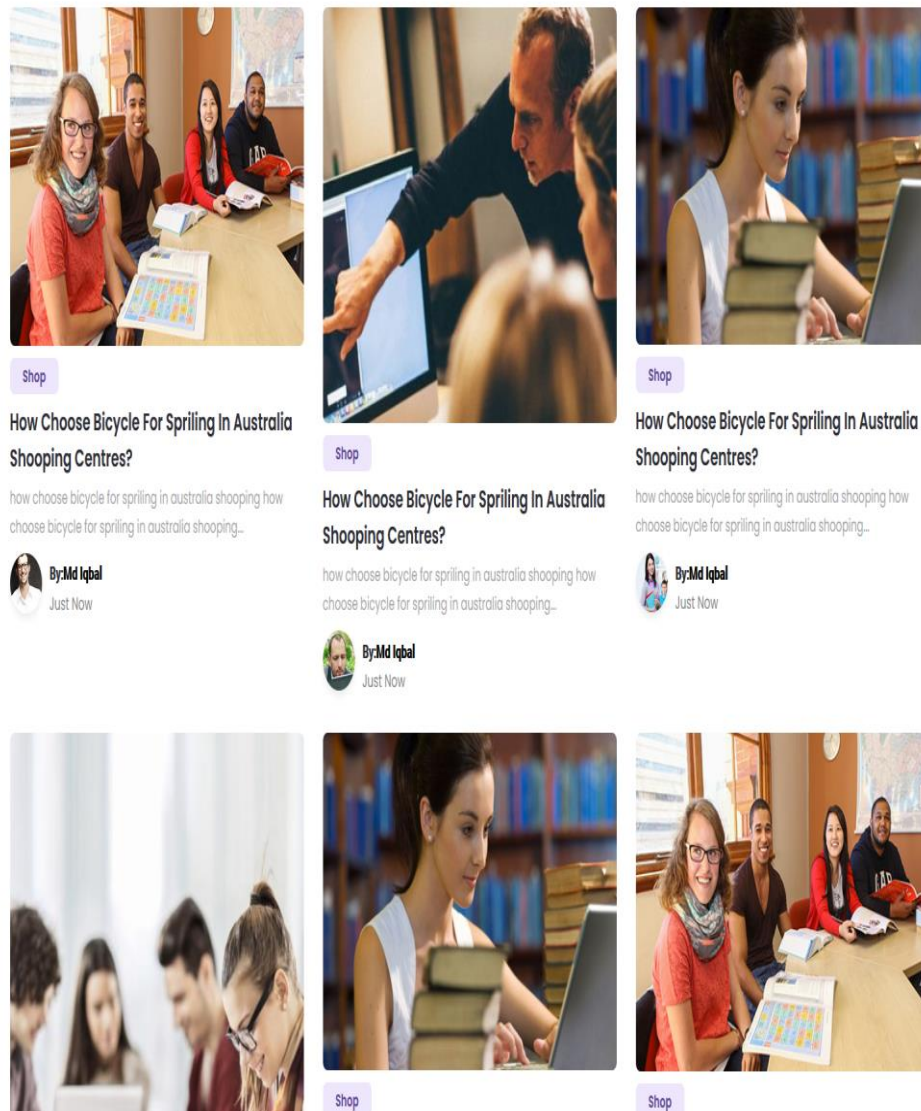 Shop
How Choose Bicycle For Spriling In Australia
Shooping Centres?
how choose bicycle for spriling in australia shooping how
choose bicycle for spriling in australia shooping...
By:Md Iqbal
Just Now
Shop
How Choose Bicycle For Spriling In Australia
Shooping Centres?
how choose bicycle for spriling in australia shooping how
choose bicycle for spriling in australia shooping...
By:Md Iqbal
Just Now
Shop
How Choose Bicycle For Spriling In Australia
Shooping Centres?
how choose bicycle for spriling in australia shooping how
choose bicycle for spriling in australia shooping...
By:Md Iqbal
Just Now
Shop
Shop